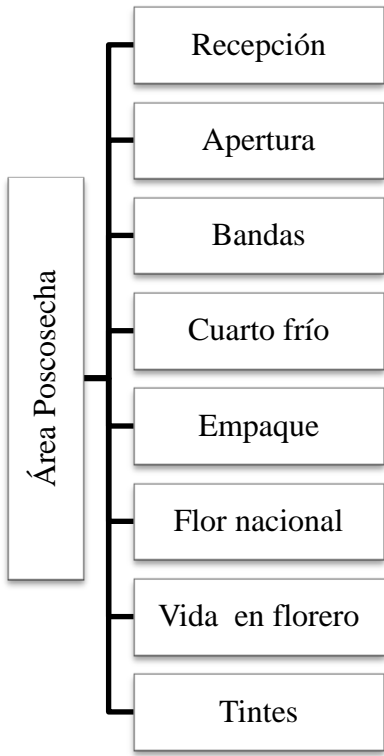 Área Poscosecha
Recepción
Apertura
Bandas
Cuarto frío
Empaque
Flor nacional
Vida en florero
Tintes